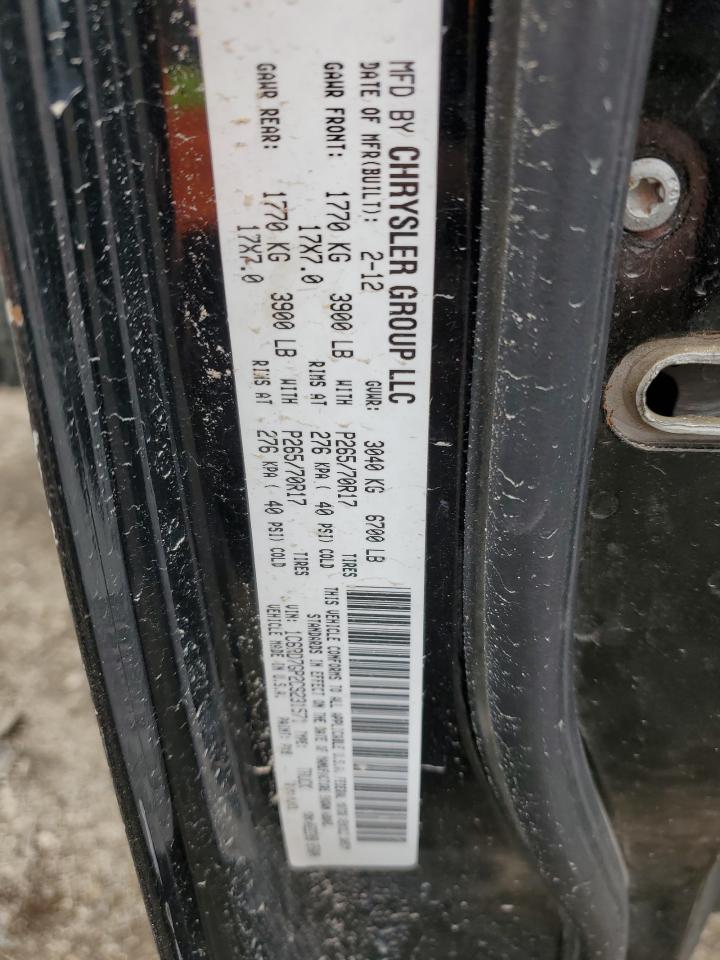 MFD BY CHRYSLER GROUP LLC
DATE OF MFR(BUILT): 2-12 GVWR: 3040 KG 6700 LB
GAWR FRONT: 1770 KG 3900 LB WITH P265/70R17 TIRES
17X7.0 RIMS AT 276 KPA( 40 PSI) COLD
GAWR REAR: 1770 KG 3900 LB WITH P265/70R17 TIRES
17X7.0 RIMS AT 276 KPA( 40 PSI) COLD
THIS VEHICLE CONFORMS TO ALL APPLICABLE U.S.A. FEDERAL MOTOR VEHICLE SAFETY
STANDARDS IN EFFECT ON THE DATE OF MANUFACTURE SHOWN ABOVE.
VIN: TYPE: TRUCK
VEHICLE MADE IN U.S.A. PAINT: